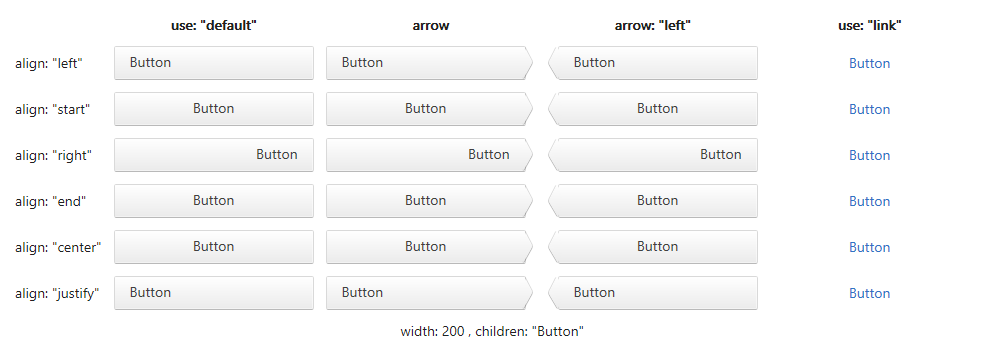 use: "default" arrow arrow: "left" use: "link"
align: "left" Button Button Button Button
align: "start" Button Button Button Button
align: "right" Button Button Button Button
align: "end" Button Button Button Button
align: "center" Button Button Button Button
align: "justify" Button Button Button Button
width: 200 , children: "Button"